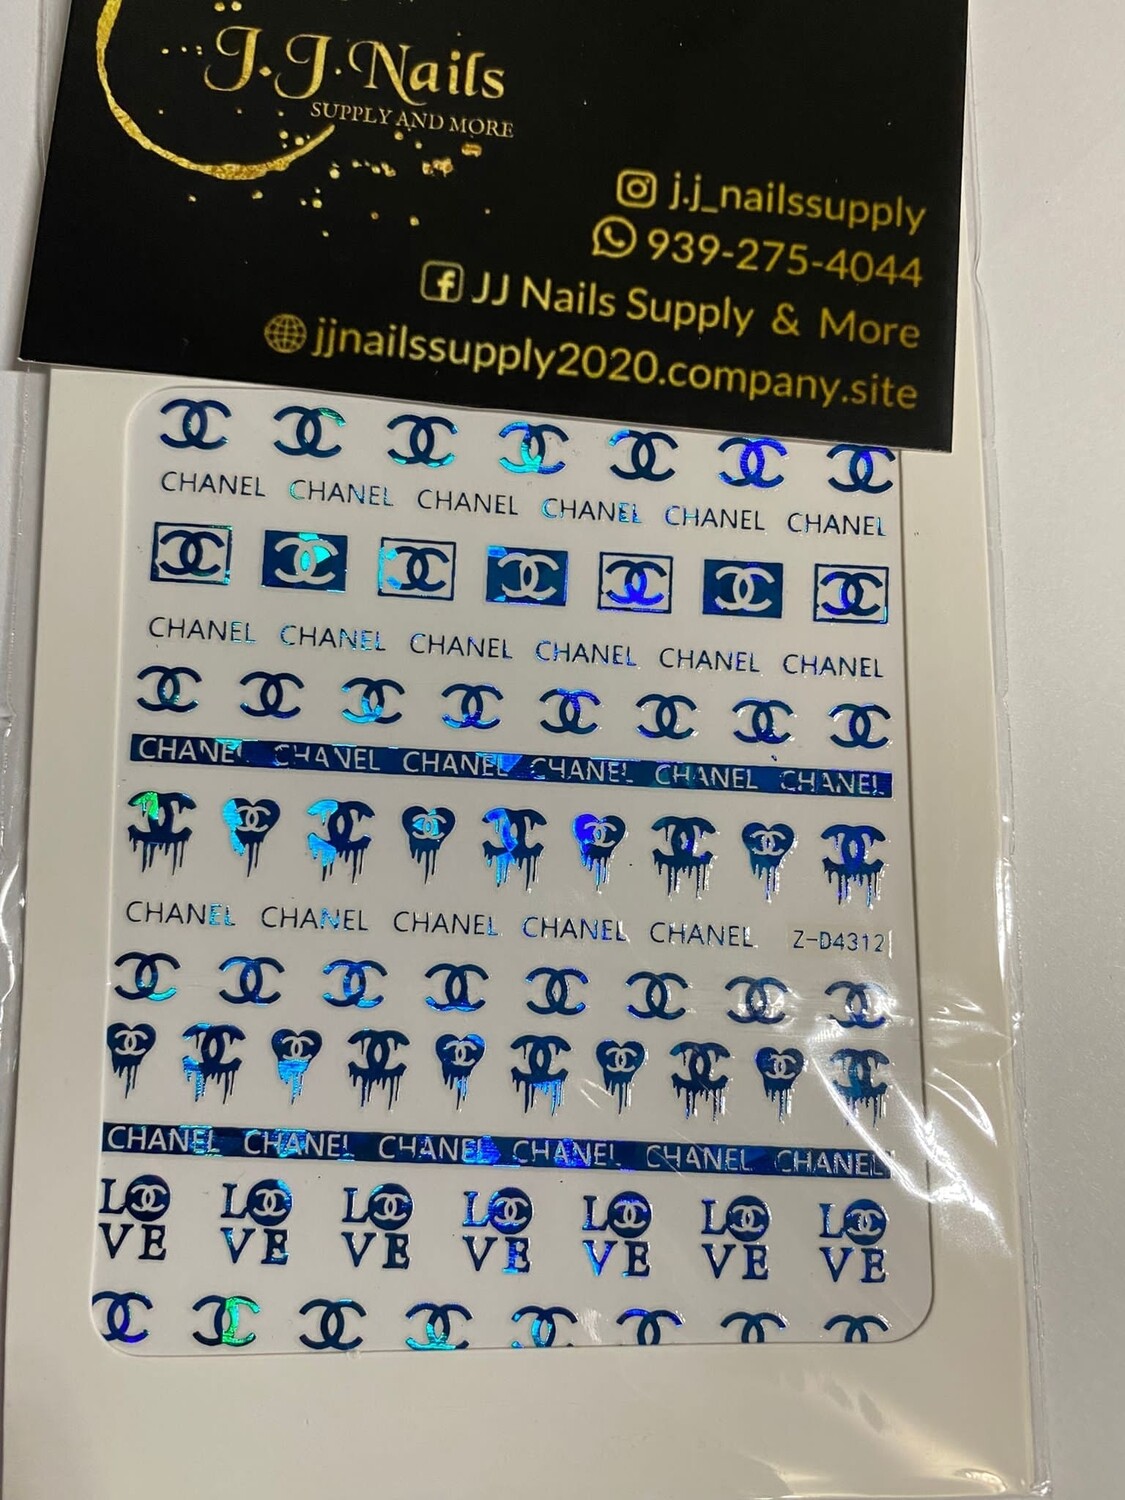 J.J. Nails
SUPPLY AND MORE
j.j_nailssupply
939-275-4044
JJ Nails Supply & More
jjnailssupply2020.company.site
CHANEL CHANEL CHANEL CHANEL CHANEL CHANEL
CHANEL CHANEL CHANEL CHANEL CHANEL CHANEL
CHANEL CHANEL CHANEL CHANEL CHANEL CHANEL
CHANEL CHANEL CHANEL CHANEL CHANEL Z-D4312
CHANEL CHANEL CHANEL CHANEL CHANEL CHANEL
LO LO LO LO LO LO LO
VE VE VE VE VE VE VE